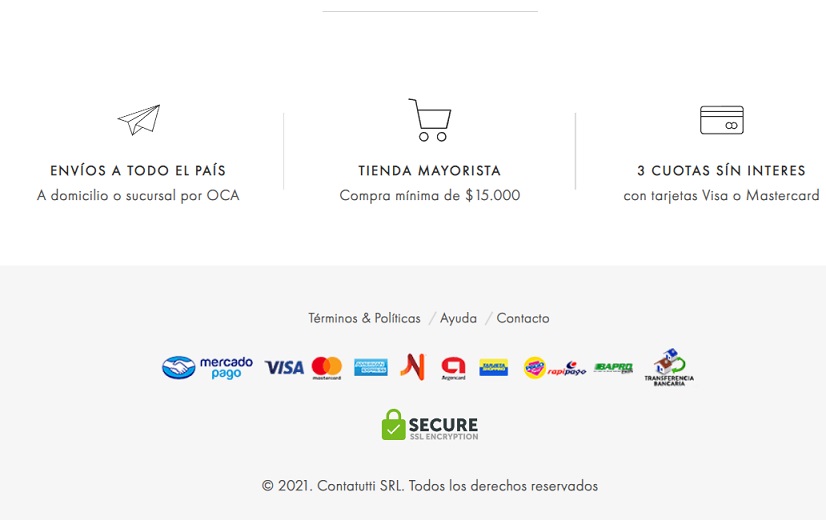 ENVÍOS A TODO EL PAÍS
A domicilio o sucursal por OCA
TIENDA MAYORISTA
Compra mínima de $15.000
3 CUOTAS SÍN INTERES
con tarjetas Visa o Mastercard
Términos & Políticas / Ayuda / Contacto
mercado pago VISA mastercard AMERICAN EXPRESS Argencard rapipago BAPRO TRANSFERENCIA BANCARIA
SECURE
SSL ENCRYPTION
© 2021. Contatutti SRL. Todos los derechos reservados